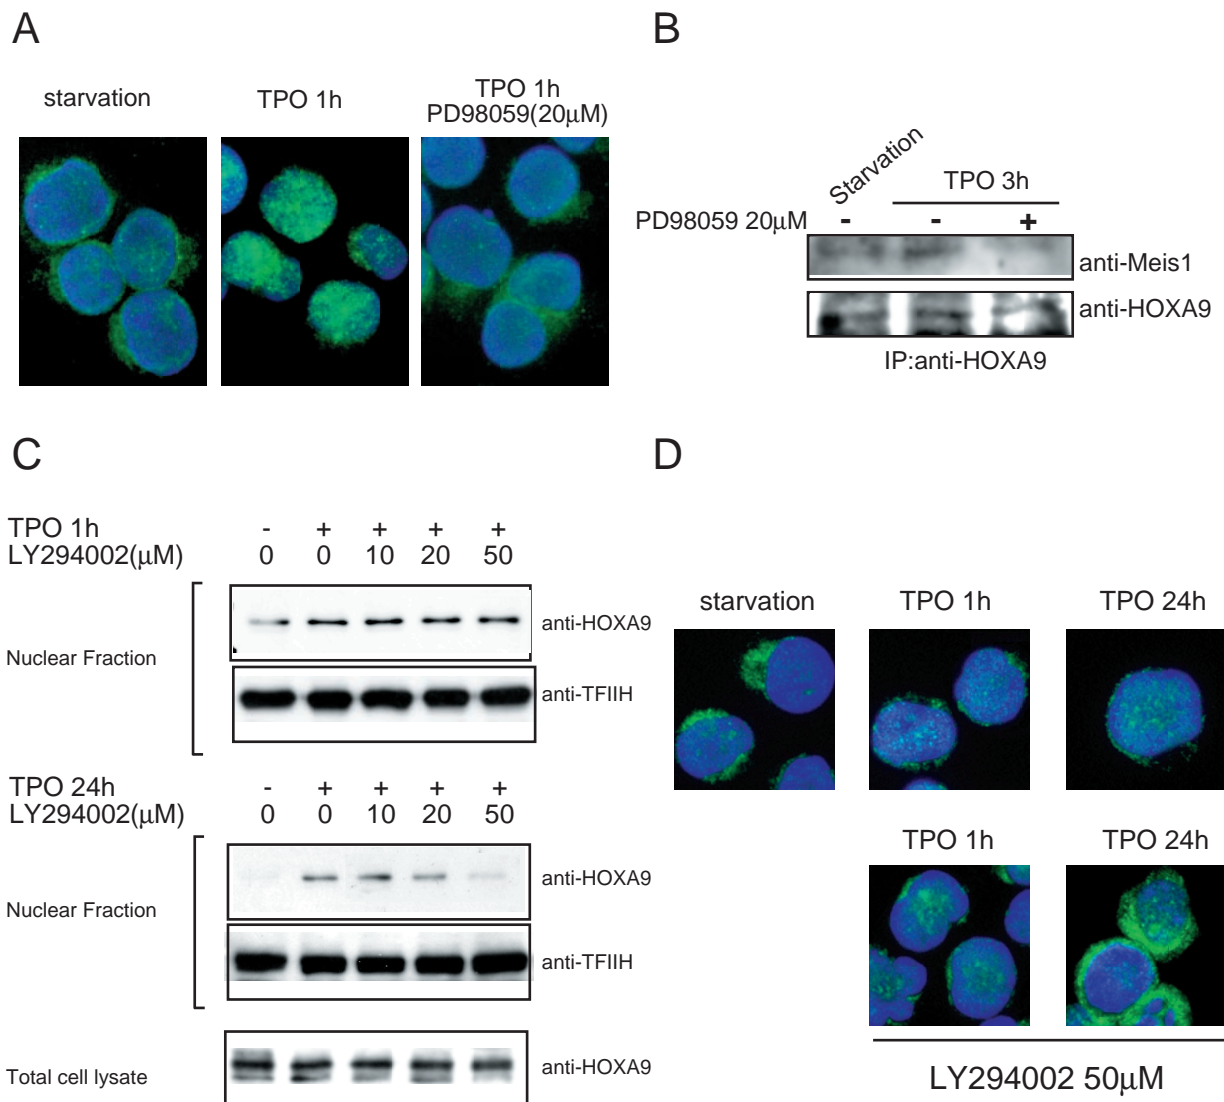 A
starvation
TPO 1h
TPO 1h
PD98059(20μM)
B
Starvation
TPO 3h
PD98059 20μM - - +
anti-Meis1
anti-HOXA9
IP:anti-HOXA9
C
TPO 1h - + + + +
LY294002(μM) 0 0 10 20 50
anti-HOXA9
Nuclear Fraction
anti-TFIIH
TPO 24h - + + + +
LY294002(μM) 0 0 10 20 50
anti-HOXA9
Nuclear Fraction
anti-TFIIH
Total cell lysate
anti-HOXA9
D
starvation
TPO 1h
TPO 24h
TPO 1h
TPO 24h
LY294002 50μM